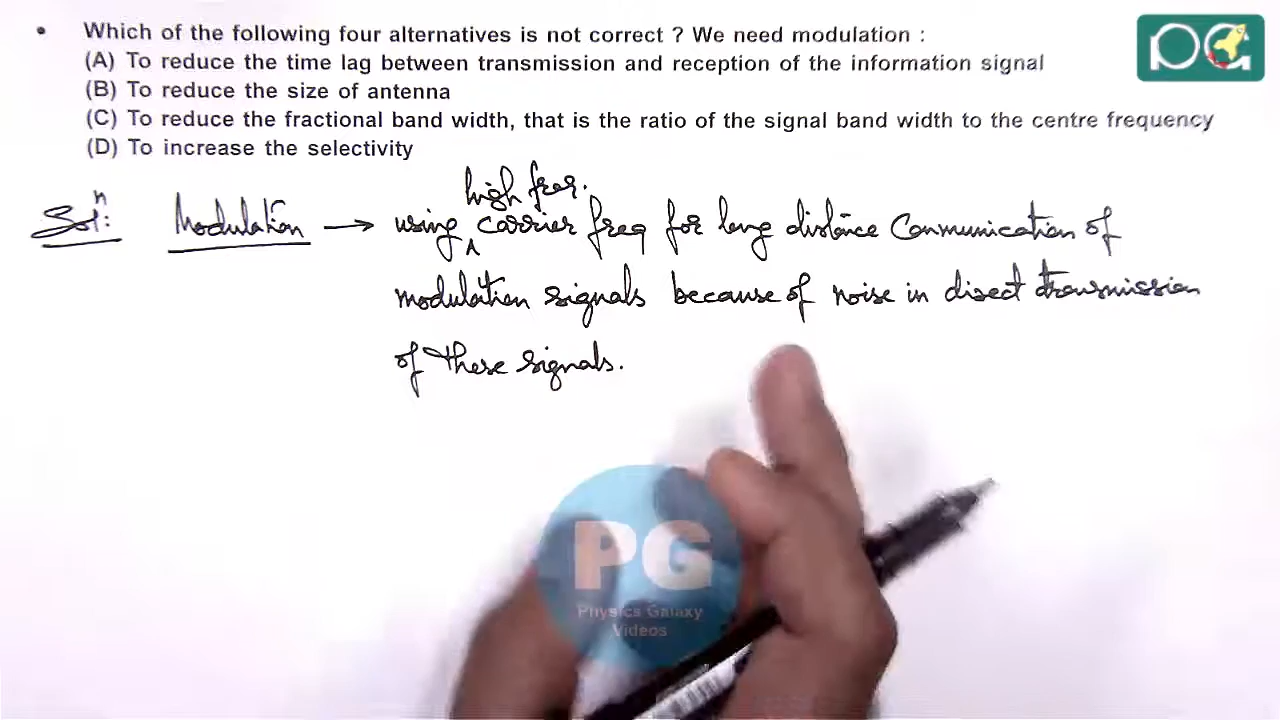 • Which of the following four alternatives is not correct ? We need modulation :
(A) To reduce the time lag between transmission and reception of the information signal
(B) To reduce the size of antenna
(C) To reduce the fractional band width, that is the ratio of the signal band width to the centre frequency
(D) To increase the selectivity
PG
Solⁿ: Modulation → using ∧ carrier freq for long distance Communication of
high freq.
modulation signals because of noise in direct transmission
of these signals.
PG
Physics Galaxy
Videos